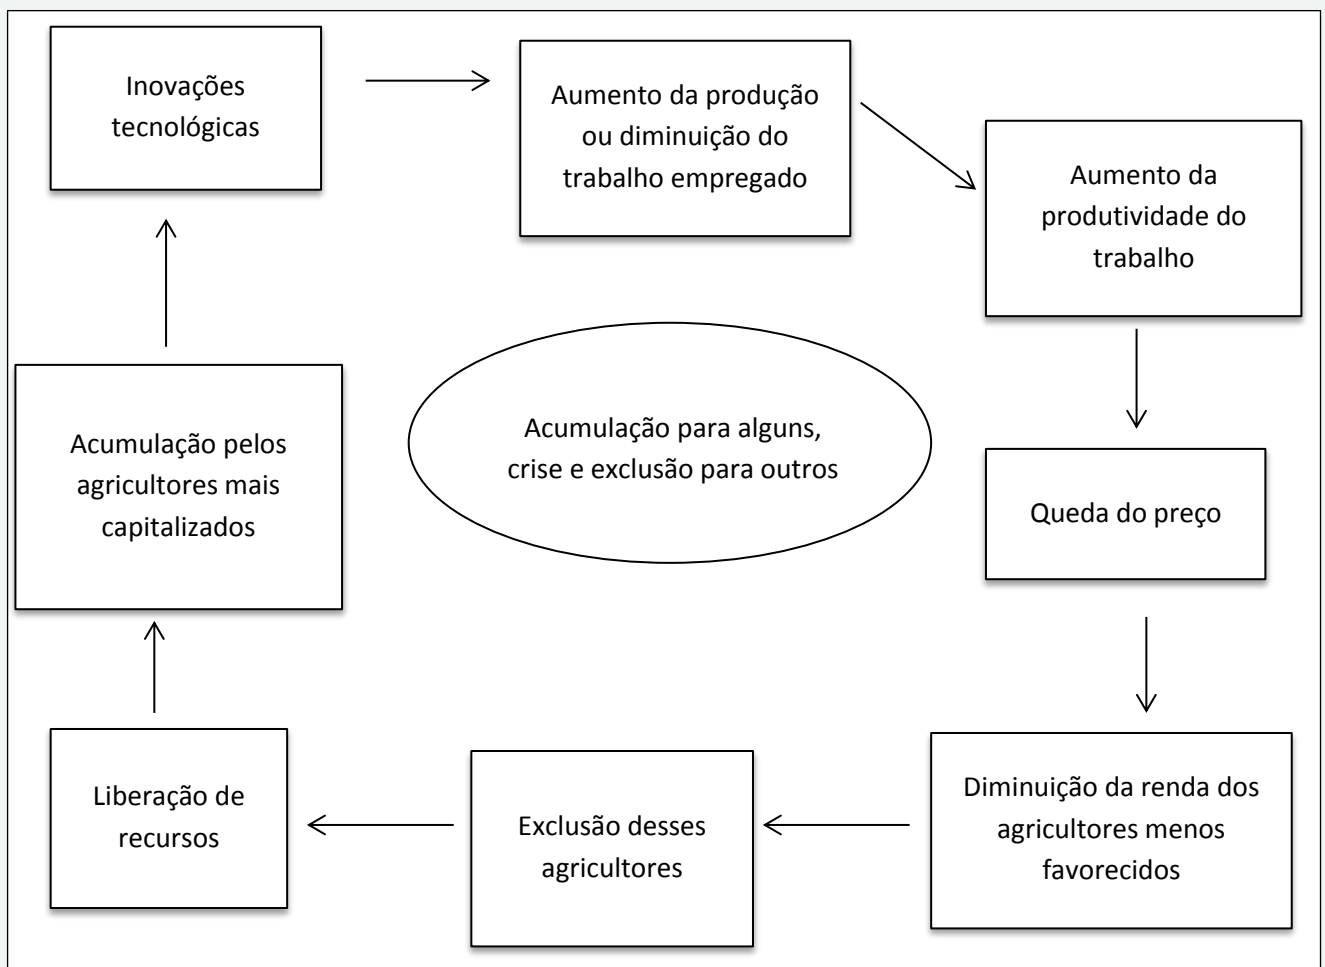 Inovações
tecnológicas
Aumento da produção
ou diminuição do
trabalho empregado
Aumento da
produtividade do
trabalho
Queda do preço
Diminuição da renda dos
agricultores menos
favorecidos
Exclusão desses
agricultores
Liberação de
recursos
Acumulação pelos
agricultores mais
capitalizados
Acumulação para alguns,
crise e exclusão para outros